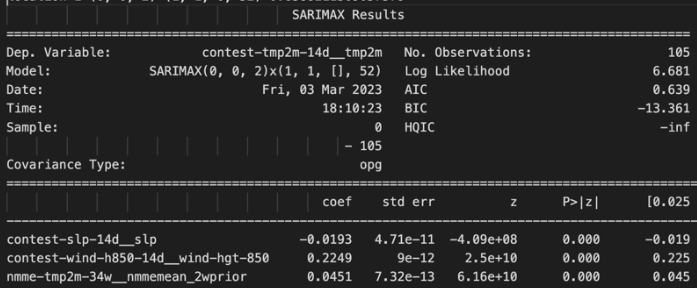 SARIMAX Results
Dep. Variable: contest-tmp2m-14d__tmp2m No. Observations: 105
Model: SARIMAX(0, 0, 2)x(1, 1, [], 52) Log Likelihood 6.681
Date: Fri, 03 Mar 2023 AIC 0.639
Time: 18:10:23 BIC -13.361
Sample: 0 HQIC -inf
- 105
Covariance Type: opg
coef std err z P>|z| [0.025
contest-slp-14d__slp -0.0193 4.71e-11 -4.09e+08 0.000 -0.019
contest-wind-h850-14d__wind-hgt-850 0.2249 9e-12 2.5e+10 0.000 0.225
nmme-tmp2m-34w__nmmemean_2wprior 0.0451 7.32e-13 6.16e+10 0.000 0.045